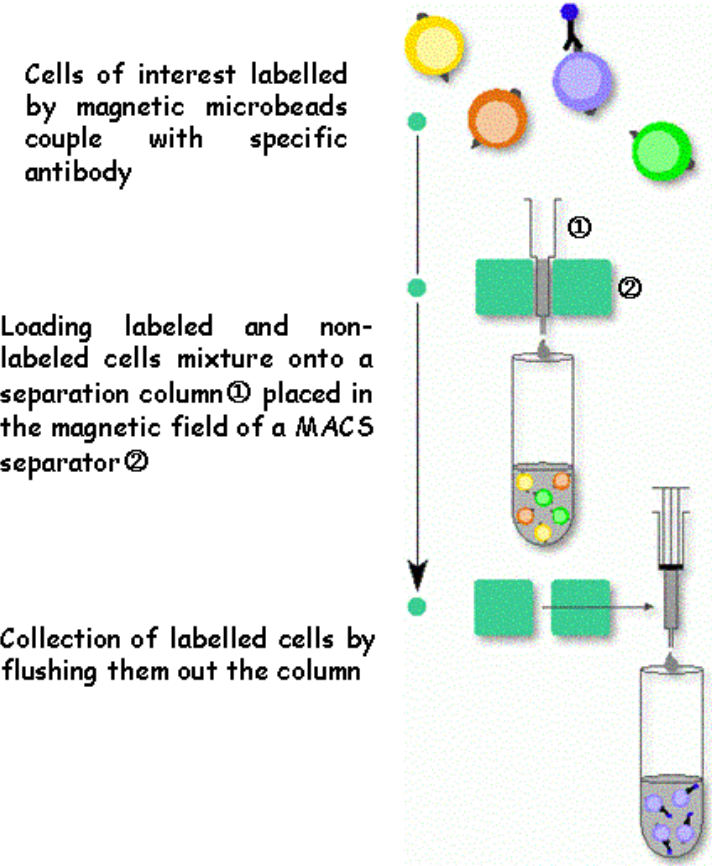 Cells of interest labelled
by magnetic microbeads
couple with specific
antibody
①
②
Loading labeled and non-
labeled cells mixture onto a
separation column① placed in
the magnetic field of a MACS
separator②
Collection of labelled cells by
flushing them out the column